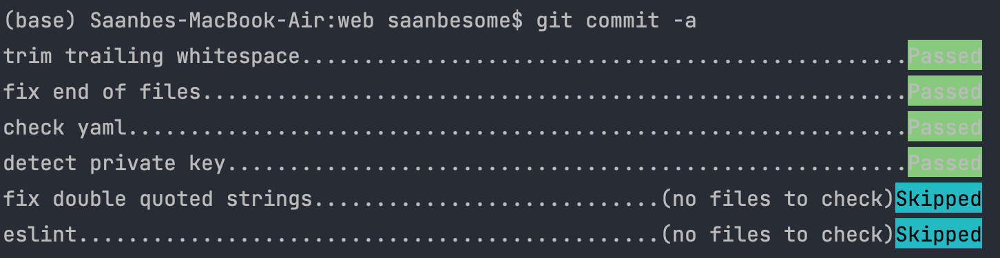 (base) Saanbes-MacBook-Air:web saanbesome$ git commit -a
trim trailing whitespace.................................................Passed
fix end of files.........................................................Passed
check yaml...............................................................Passed
detect private key.......................................................Passed
fix double quoted strings............................(no files to check)Skipped
eslint...............................................(no files to check)Skipped